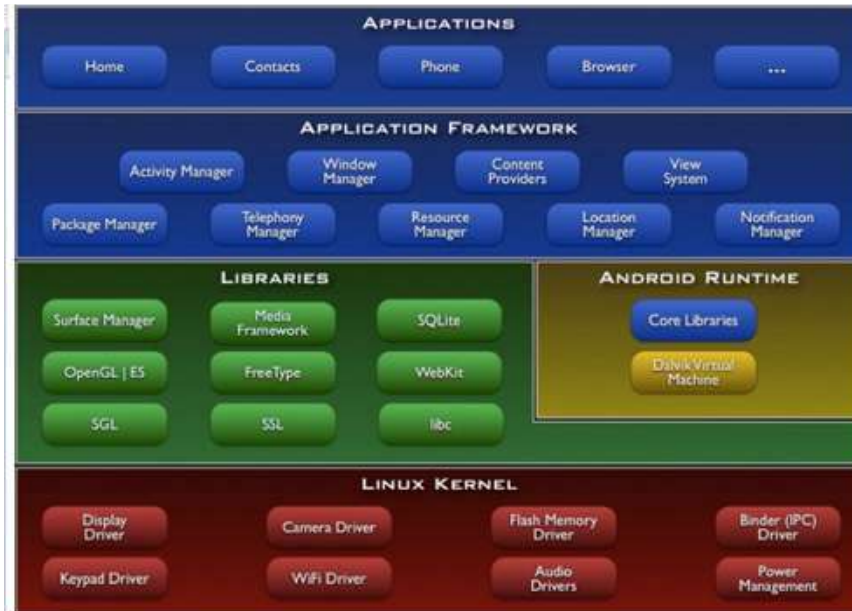 APPLICATIONS
Home Contacts Phone Browser ...
APPLICATION FRAMEWORK
Activity Manager Window Manager Content Providers View System
Package Manager Telephony Manager Resource Manager Location Manager Notification Manager
LIBRARIES
Surface Manager Media Framework SQLite
OpenGL | ES FreeType WebKit
SGL SSL libc
ANDROID RUNTIME
Core Libraries
Dalvik Virtual Machine
LINUX KERNEL
Display Driver Camera Driver Flash Memory Driver Binder (IPC) Driver
Keypad Driver WiFi Driver Audio Drivers Power Management